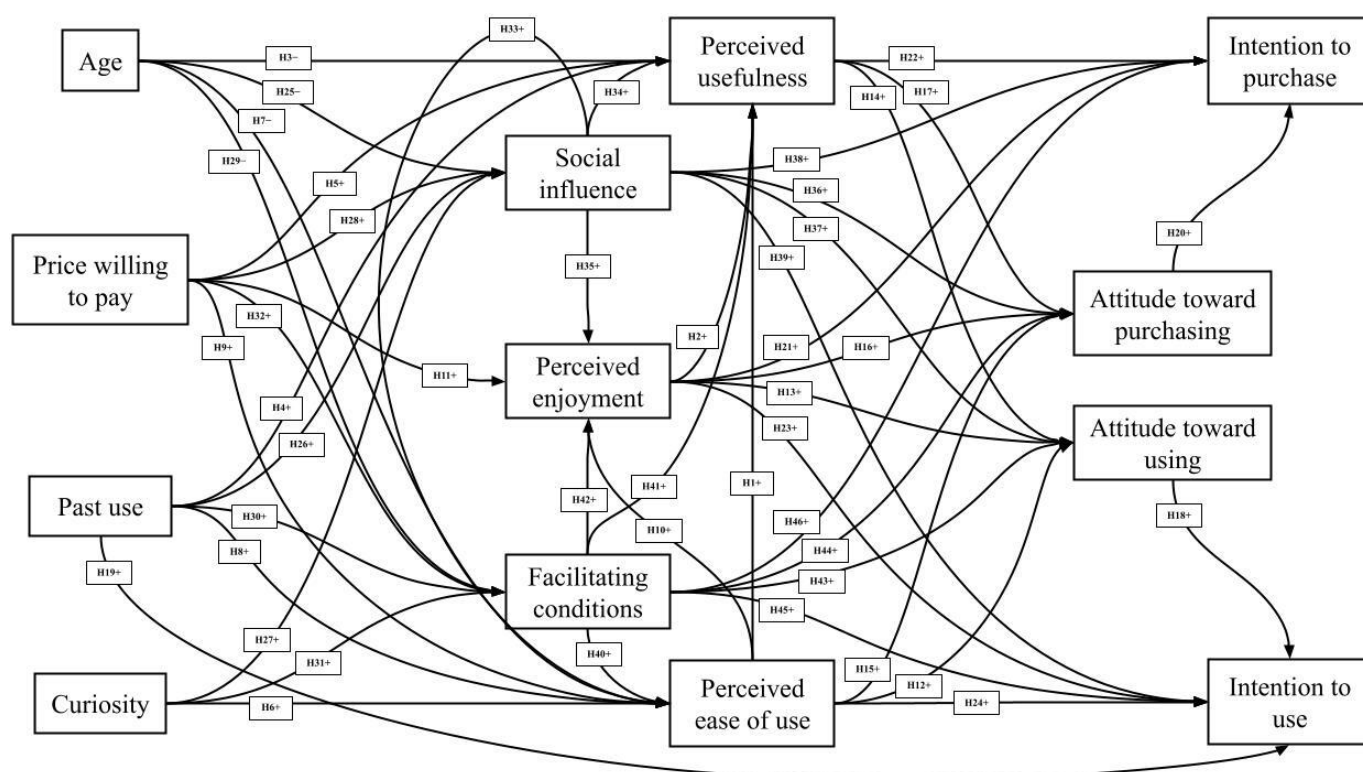 Age
Price willing
to pay
Past use
Curiosity
Social
influence
Perceived
enjoyment
Facilitating
conditions
Perceived
usefulness
Perceived
ease of use
Intention to
purchase
Attitude toward
purchasing
Attitude toward
using
Intention to
use
H3−
H25−
H7−
H29−
H33+
H34+
H5+
H28+
H35+
H32+
H9+
H11+
H4+
H26+
H30+
H8+
H19+
H27+
H31+
H6+
H42+
H41+
H10+
H40+
H2+
H1+
H22+
H17+
H14+
H38+
H36+
H37+
H39+
H21+
H16+
H13+
H23+
H46+
H44+
H43+
H45+
H15+
H12+
H24+
H20+
H18+